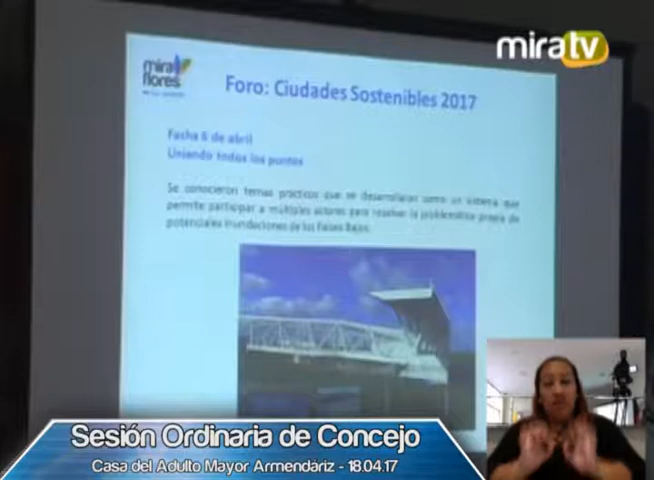 miratv
mira
flores
Foro: Ciudades Sostenibles 2017
Fecha 6 de abril
Uniendo todos los puntos
Se conocieron temas prácticos que se desarrollaron como un sistema que
permite participar a múltiples actores para resolver la problemática propia de
potenciales inundaciones de los Países Bajos.
Sesión Ordinaria de Concejo
Casa del Adulto Mayor Armendáriz - 18.04.17